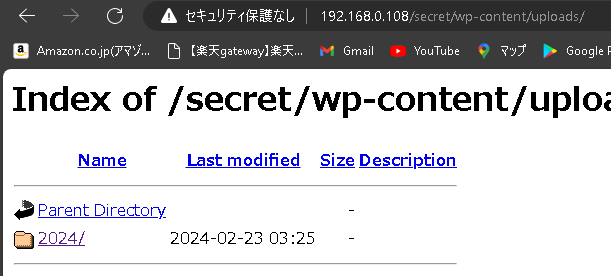 セキュリティ保護なし 192.168.0.108/secret/wp-content/uploads/
Amazon.co.jp(アマゾ... 【楽天gateway】楽天... Gmail YouTube マップ Google P
Index of /secret/wp-content/uploa
Name Last modified Size Description
Parent Directory -
2024/ 2024-02-23 03:25 -